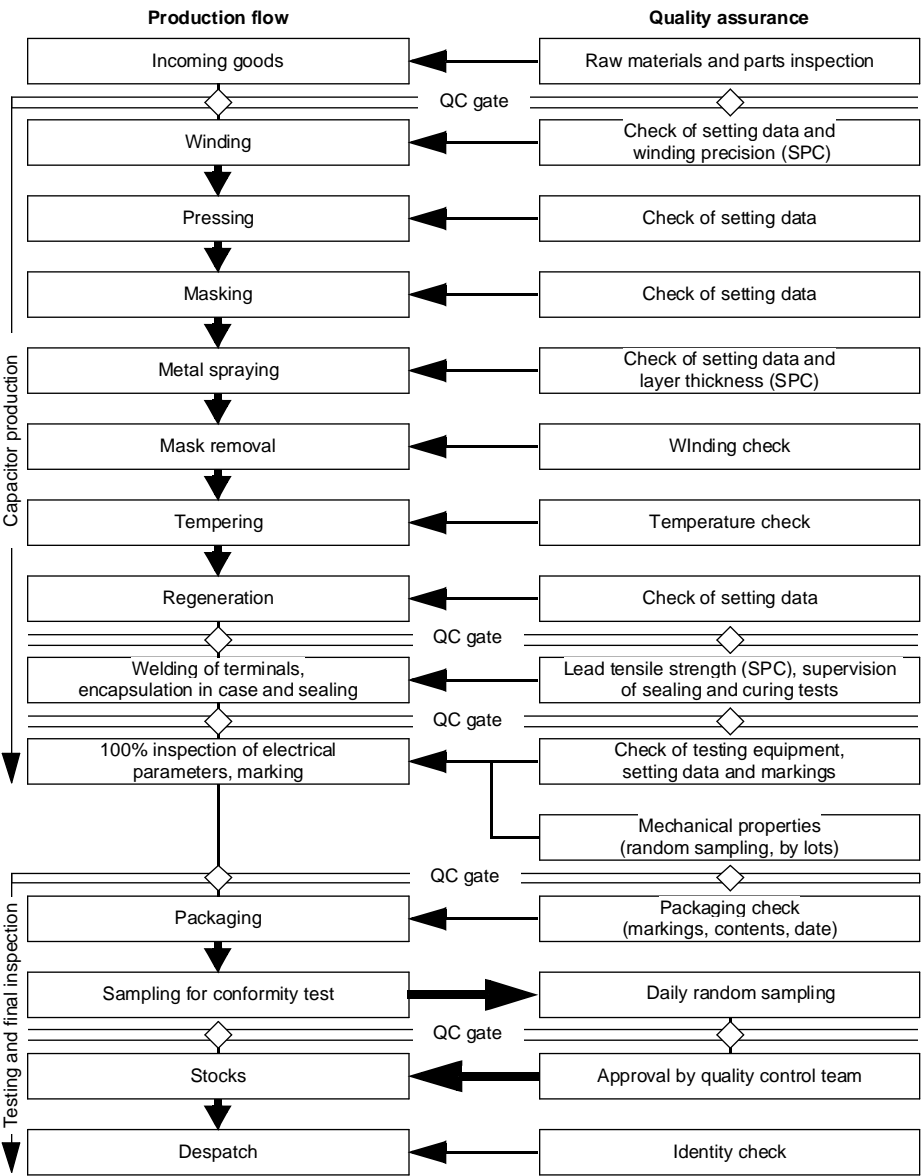 Production flow
Quality assurance
Incoming goods
Raw materials and parts inspection
QC gate
Winding
Check of setting data and
winding precision (SPC)
Pressing
Check of setting data
Masking
Check of setting data
Metal spraying
Check of setting data and
layer thickness (SPC)
Mask removal
WInding check
Tempering
Temperature check
Regeneration
Check of setting data
QC gate
Welding of terminals,
encapsulation in case and sealing
Lead tensile strength (SPC), supervision
of sealing and curing tests
QC gate
100% inspection of electrical
parameters, marking
Check of testing equipment,
setting data and markings
Mechanical properties
(random sampling, by lots)
Capacitor production
QC gate
Packaging
Packaging check
(markings, contents, date)
Sampling for conformity test
Daily random sampling
QC gate
Stocks
Approval by quality control team
Despatch
Identity check
Testing and final inspection